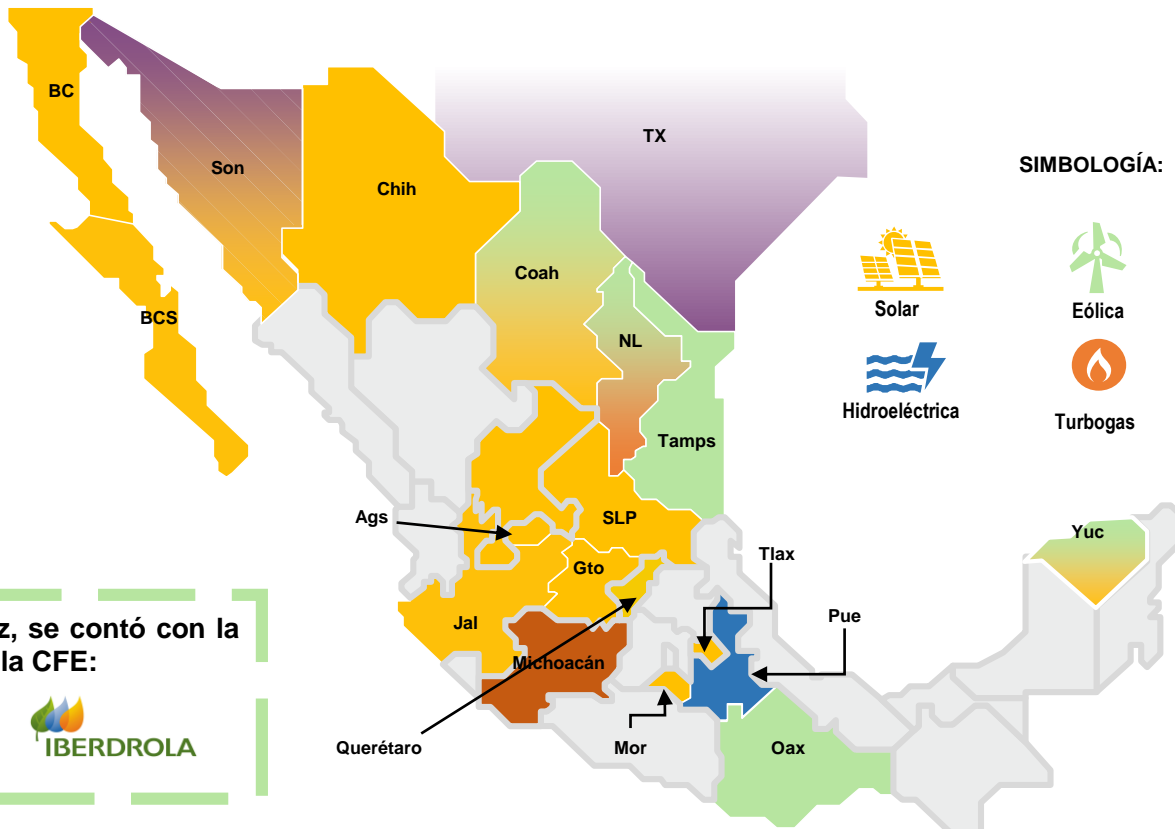 BC
TX
SIMBOLOGÍA:
Son
Chih
Coah
Solar
Eólica
BCS
NL
Hidroeléctrica
Turbogas
Tamps
Ags
SLP
Yuc
Tlax
Gto
Pue
Jal
z, se contó con la
la CFE:
Michoacán
IBERDROLA
Querétaro
Mor
Oax